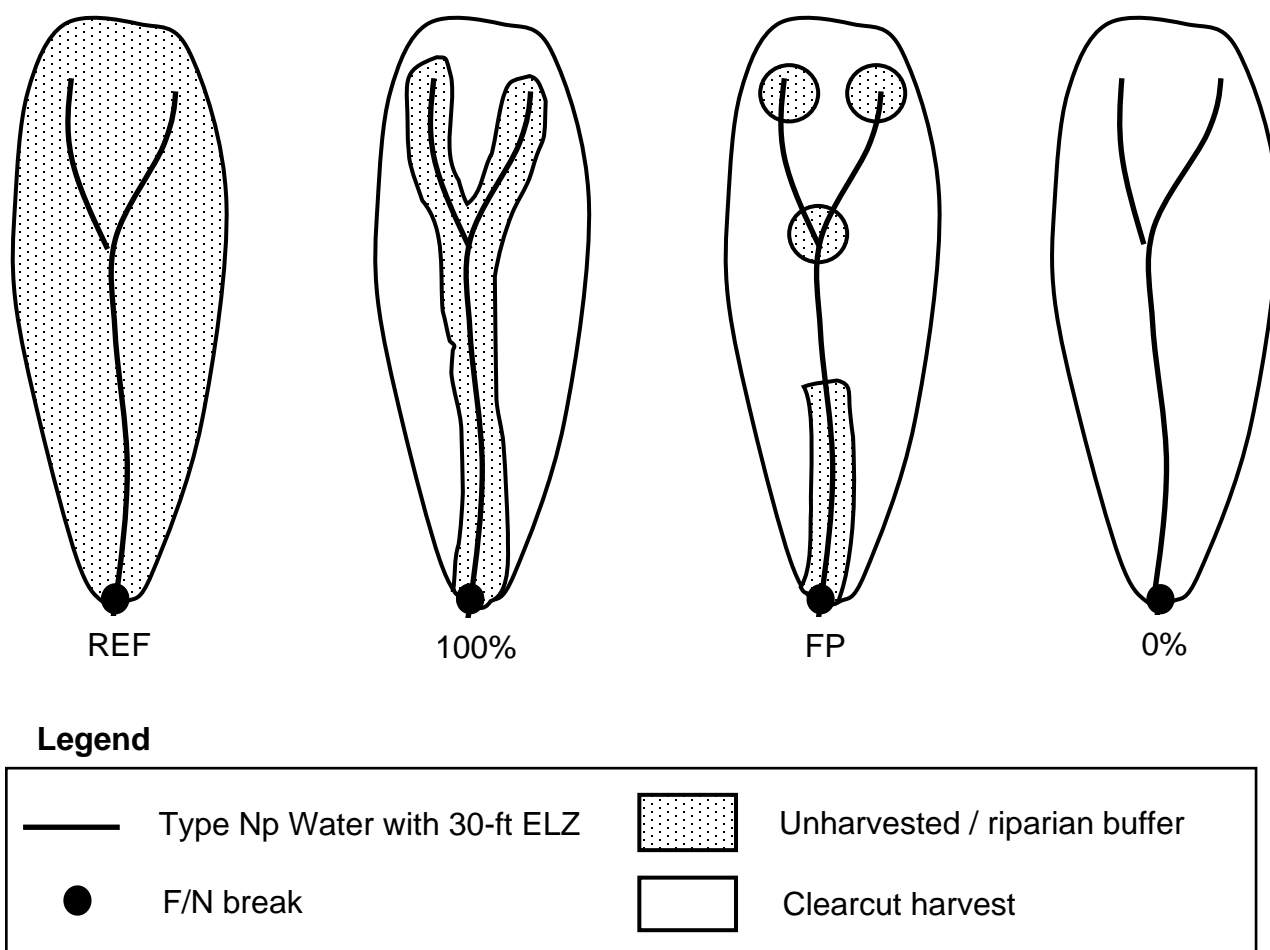 REF
100%
FP
0%
Legend
Type Np Water with 30-ft ELZ
Unharvested / riparian buffer
F/N break
Clearcut harvest